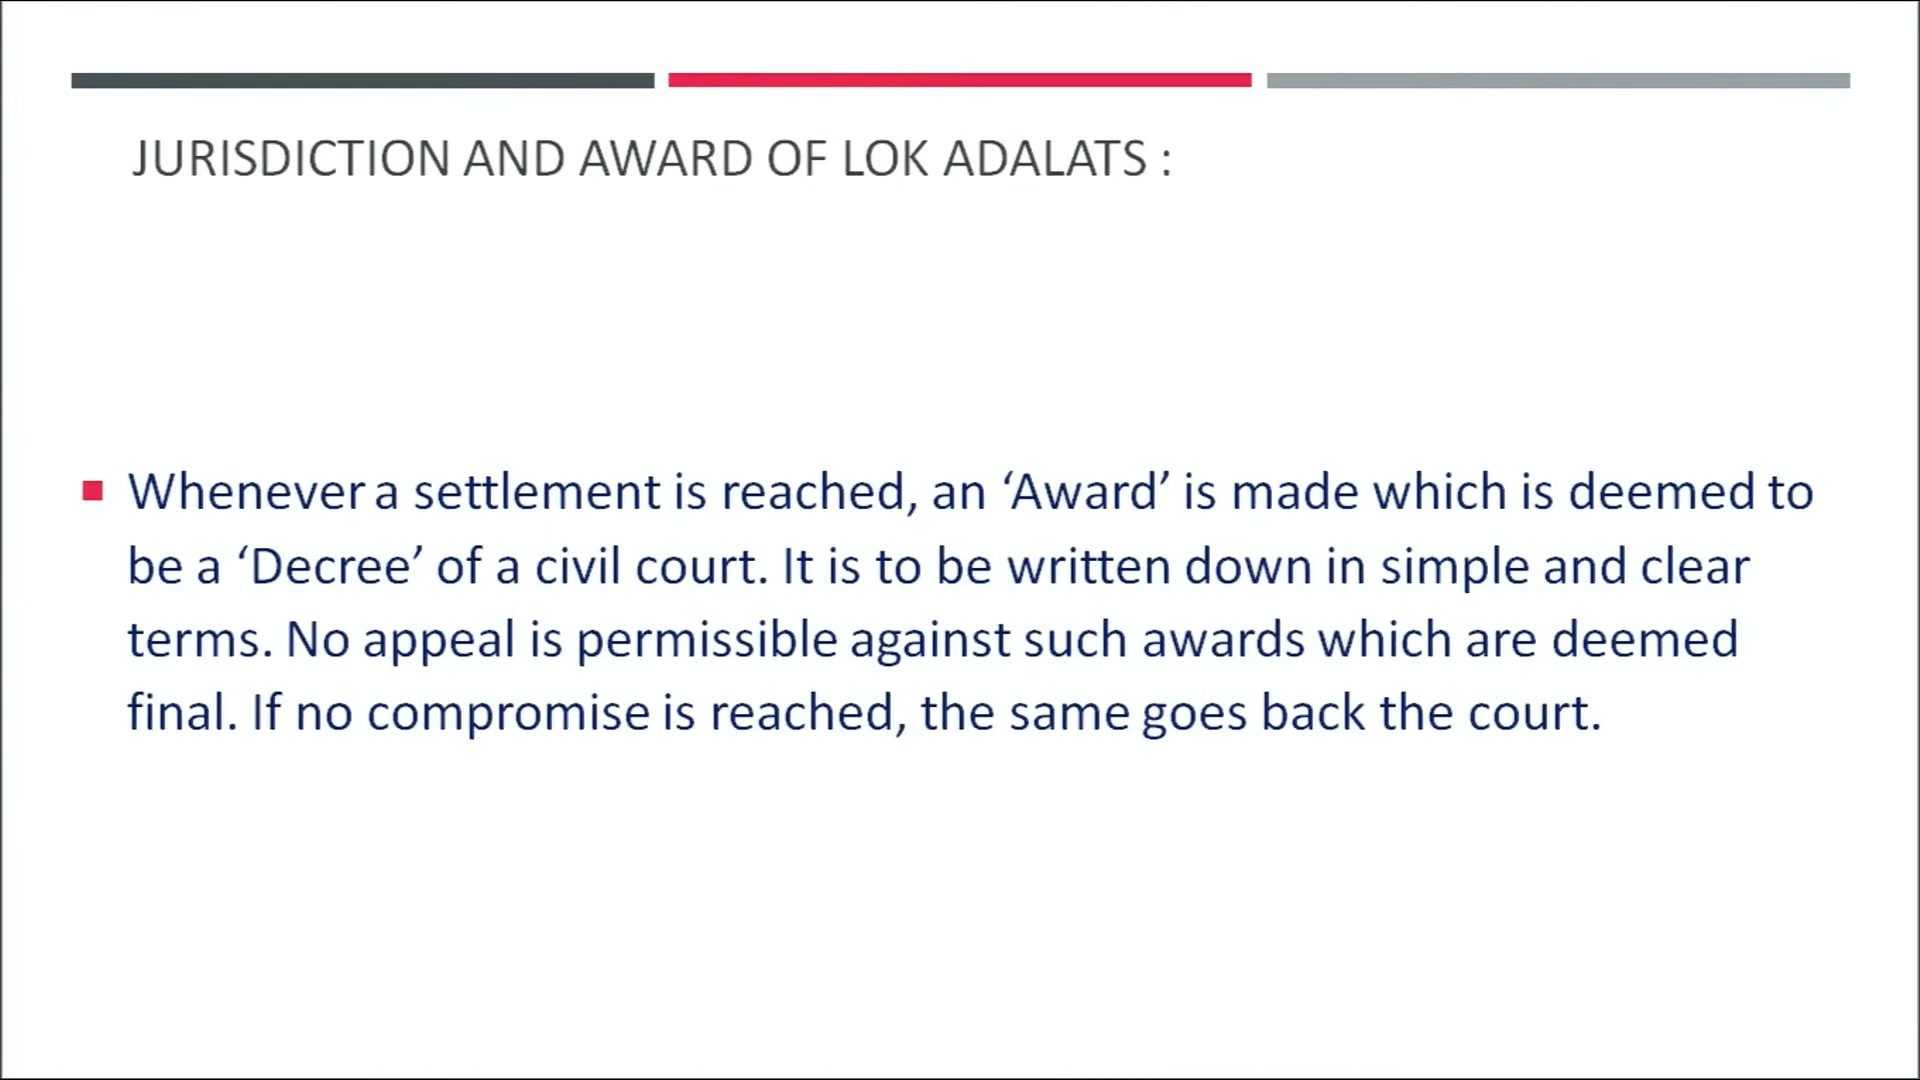 JURISDICTION AND AWARD OF LOK ADALATS :
Whenever a settlement is reached, an ‘Award’ is made which is deemed to
be a ‘Decree’ of a civil court. It is to be written down in simple and clear
terms. No appeal is permissible against such awards which are deemed
final. If no compromise is reached, the same goes back the court.